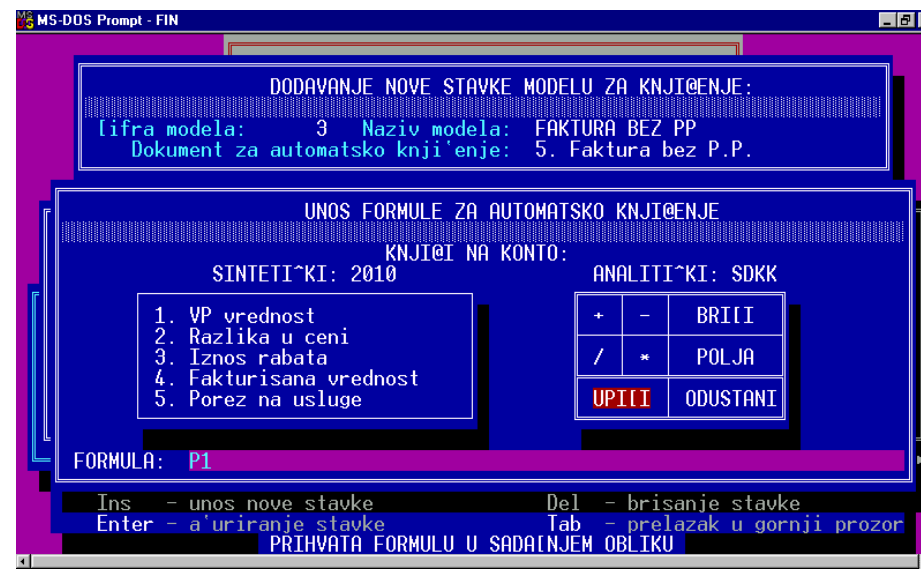 MS-DOS Prompt - FIN
DODAVANJE NOVE STAVKE MODELU ZA KNJI@ENJE:
[ifra modela: 3 Naziv modela: FAKTURA BEZ PP
Dokument za automatsko knji'enje: 5. Faktura bez P.P.
UNOS FORMULE ZA AUTOMATSKO KNJI@ENJE
KNJI@I NA KONTO:
SINTETI^KI: 2010 ANALITI^KI: SDKK
1. VP vrednost
2. Razlika u ceni
3. Iznos rabata
4. Fakturisana vrednost
5. Porez na usluge
+ - BRI[I
/ * POLJA
UPI[I ODUSTANI
FORMULA: P1
Ins - unos nove stavke Del - brisanje stavke
Enter - a'uriranje stavke Tab - prelazak u gornji prozor
PRIHVATA FORMULU U SADA[NJEM OBLIKU